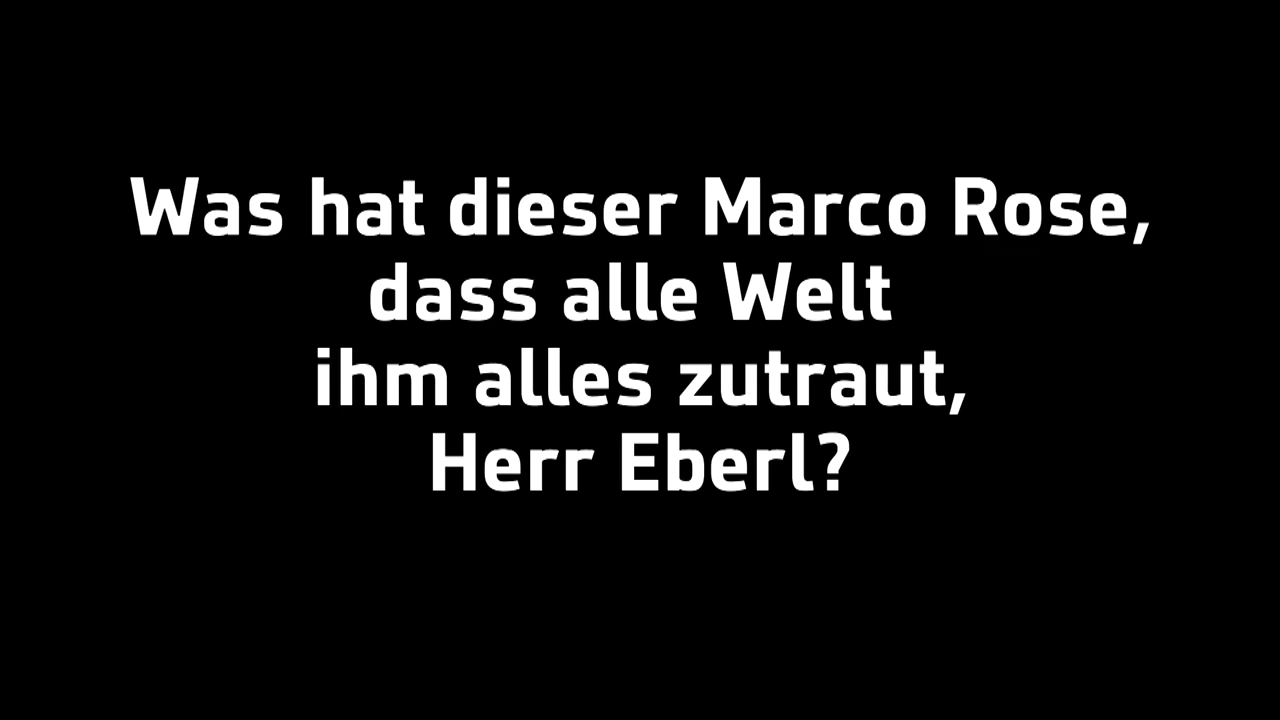 Was hat dieser Marco Rose,
dass alle Welt
ihm alles zutraut,
Herr Eberl?